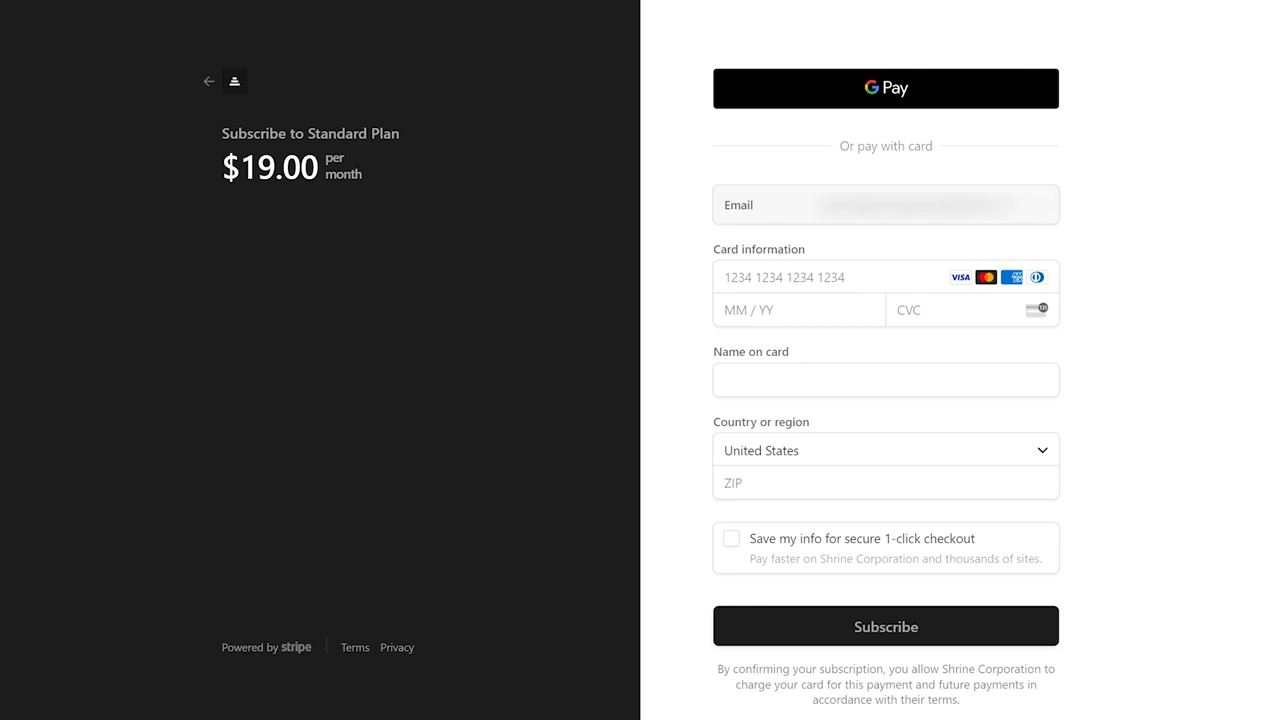 Subscribe to Standard Plan
$19.00 per
month
Powered by stripe Terms Privacy
G Pay
Or pay with card
Email
Card information
1234 1234 1234 1234 VISA
MM / YY CVC
Name on card
Country or region
United States
ZIP
Save my info for secure 1-click checkout
Pay faster on Shrine Corporation and thousands of sites.
Subscribe
By confirming your subscription, you allow Shrine Corporation to
charge your card for this payment and future payments in
accordance with their terms.